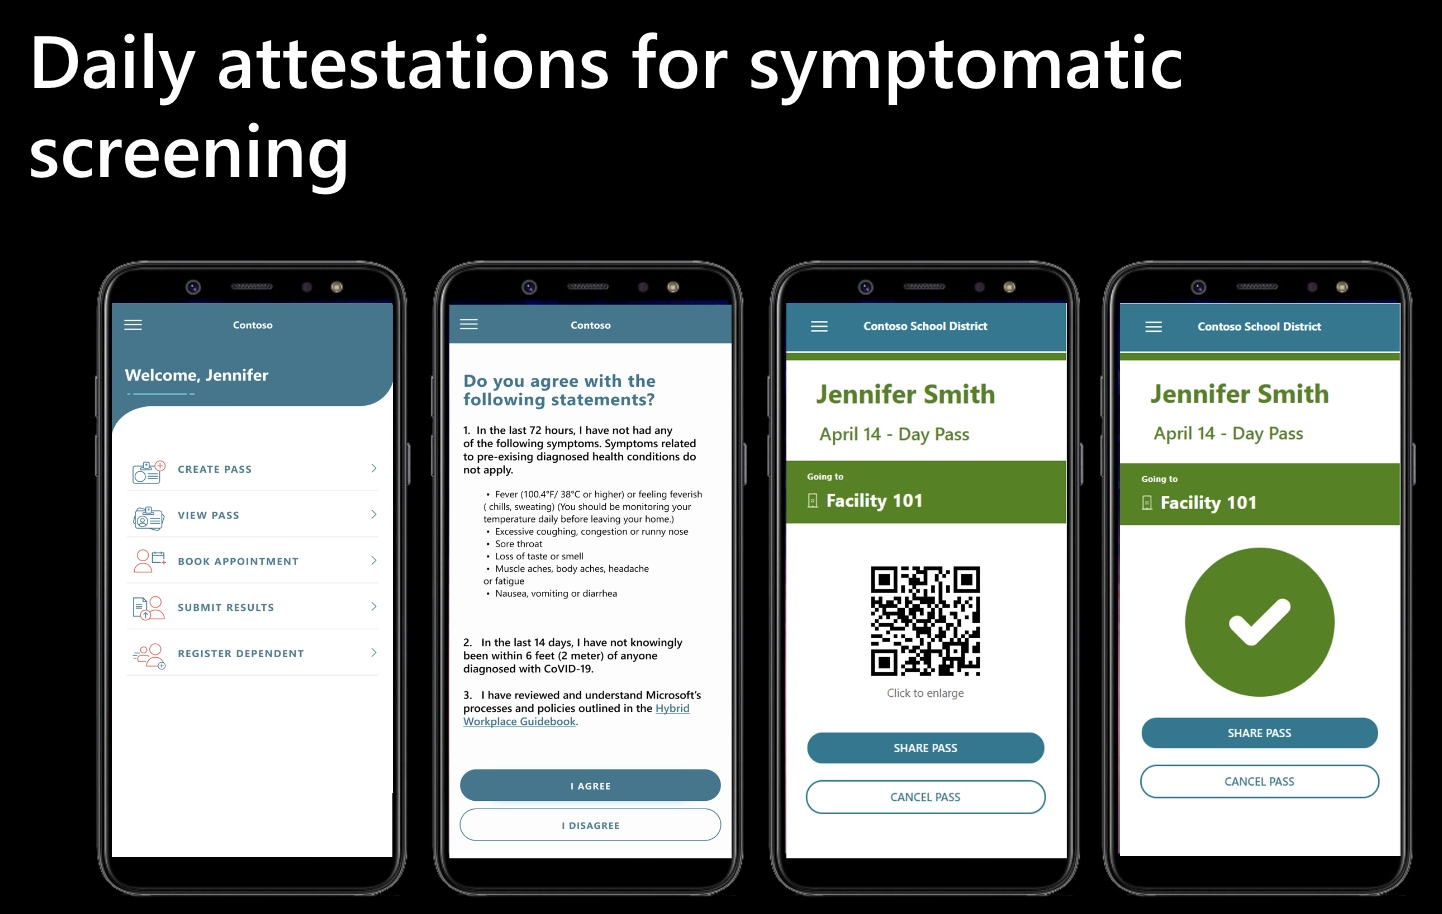 Daily attestations for symptomatic
screening
Contoso
Welcome, Jennifer
CREATE PASS
VIEW PASS
BOOK APPOINTMENT
SUBMIT RESULTS
REGISTER DEPENDENT
Contoso
Do you agree with the
following statements?
1. In the last 72 hours, I have not had any
of the following symptoms. Symptoms related
to pre-exising diagnosed health conditions do
not apply.
• Fever (100.4°F/ 38°C or higher) or feeling feverish
( chills, sweating) (You should be monitoring your
temperature daily before leaving your home.)
• Excessive coughing, congestion or runny nose
• Sore throat
• Loss of taste or smell
• Muscle aches, body aches, headache
or fatigue
• Nausea, vomiting or diarrhea
2. In the last 14 days, I have not knowingly
been within 6 feet (2 meter) of anyone
diagnosed with CoVID-19.
3. I have reviewed and understand Microsoft's
processes and policies outlined in the Hybrid
Workplace Guidebook.
I AGREE
I DISAGREE
Contoso School District
Jennifer Smith
April 14 - Day Pass
Going to
Facility 101
Click to enlarge
SHARE PASS
CANCEL PASS
Contoso School District
Jennifer Smith
April 14 - Day Pass
Going to
Facility 101
SHARE PASS
CANCEL PASS